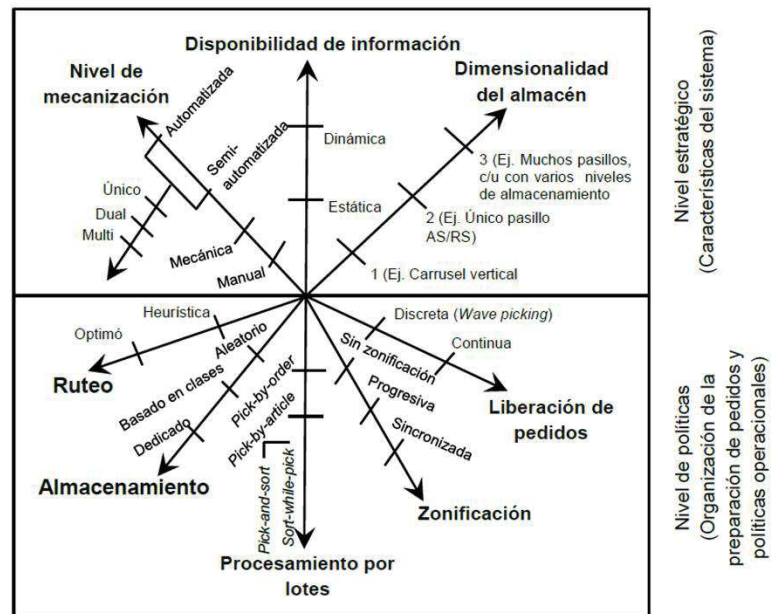 Disponibilidad de información
Nivel de
mecanización
Dimensionalidad
del almacén
Automatizada
Semi-
automatizada
Mecánica
Manual
Único
Dual
Multi
Dinámica
Estática
3 (Ej. Muchos pasillos,
c/u con varios niveles
de almacenamiento
2 (Ej. Único pasillo
AS/RS)
1 (Ej. Carrusel vertical
Nivel estratégico
(Características del sistema)
Heurística
Optimó
Ruteo
Aleatorio
Basado en clases
Dedicado
Almacenamiento
Pick-by-order
Pick-by-article
Pick-and-sort
Sort-while-pick
Procesamiento por
lotes
Sin zonificación
Progresiva
Sincronizada
Zonificación
Discreta (Wave picking)
Continua
Liberación de
pedidos
Nivel de políticas
(Organización de la
preparación de pedidos y
políticas operacionales)